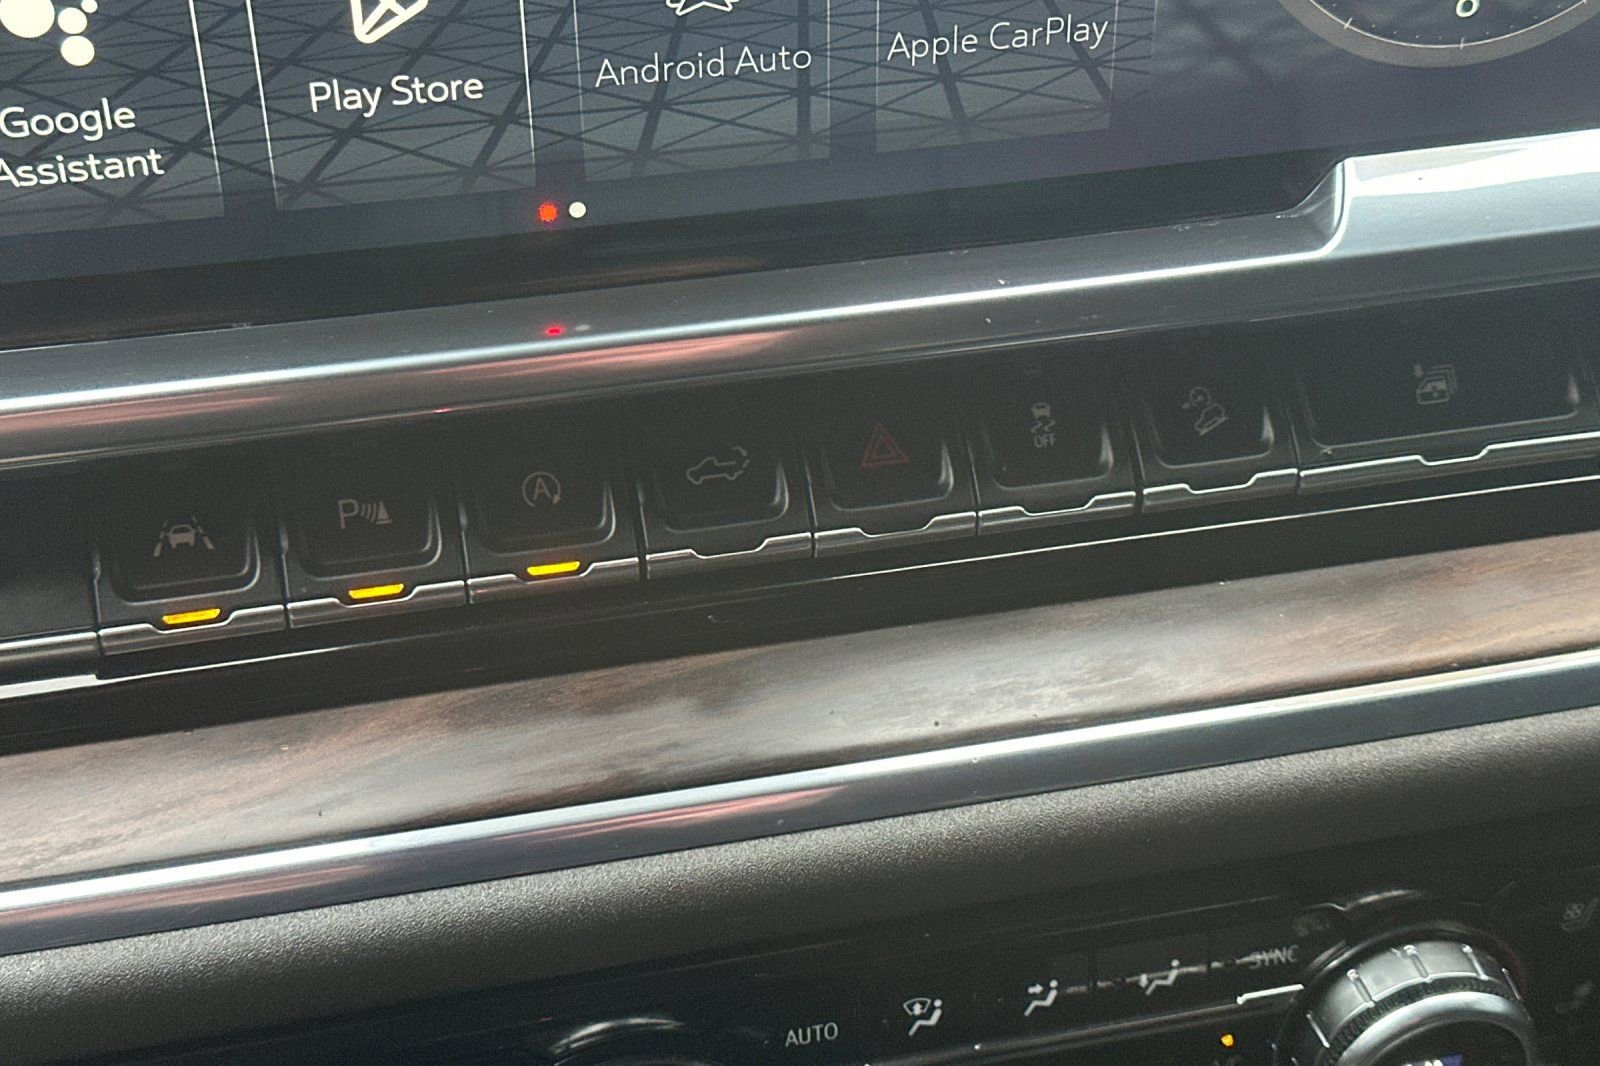 Google
Assistant
Play Store
Android Auto
Apple CarPlay
P
A
OFF
AUTO
SYNC